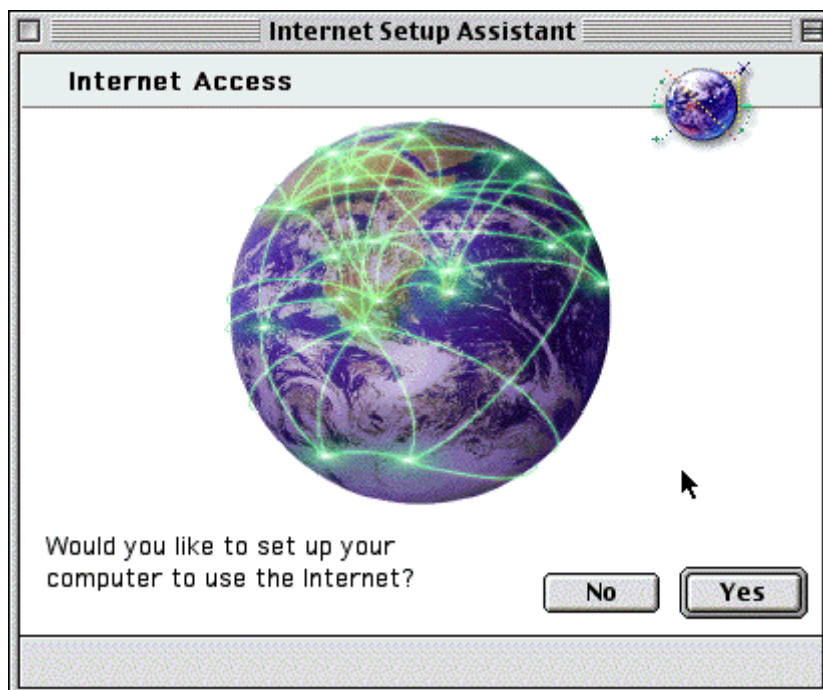 Internet Setup Assistant
Internet Access
Would you like to set up your
computer to use the Internet?
No
Yes